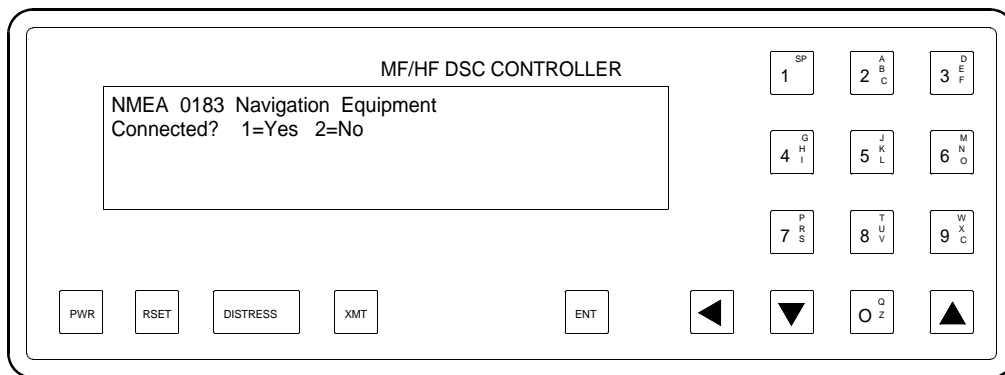 MF/HF DSC CONTROLLER
NMEA 0183 Navigation Equipment
Connected? 1=Yes 2=No
1 SP
2 A B C
3 D E F
4 G H I
5 J K L
6 M N O
7 P R S
8 T U V
9 W X C
PWR RSET DISTRESS XMT ENT O Q Z